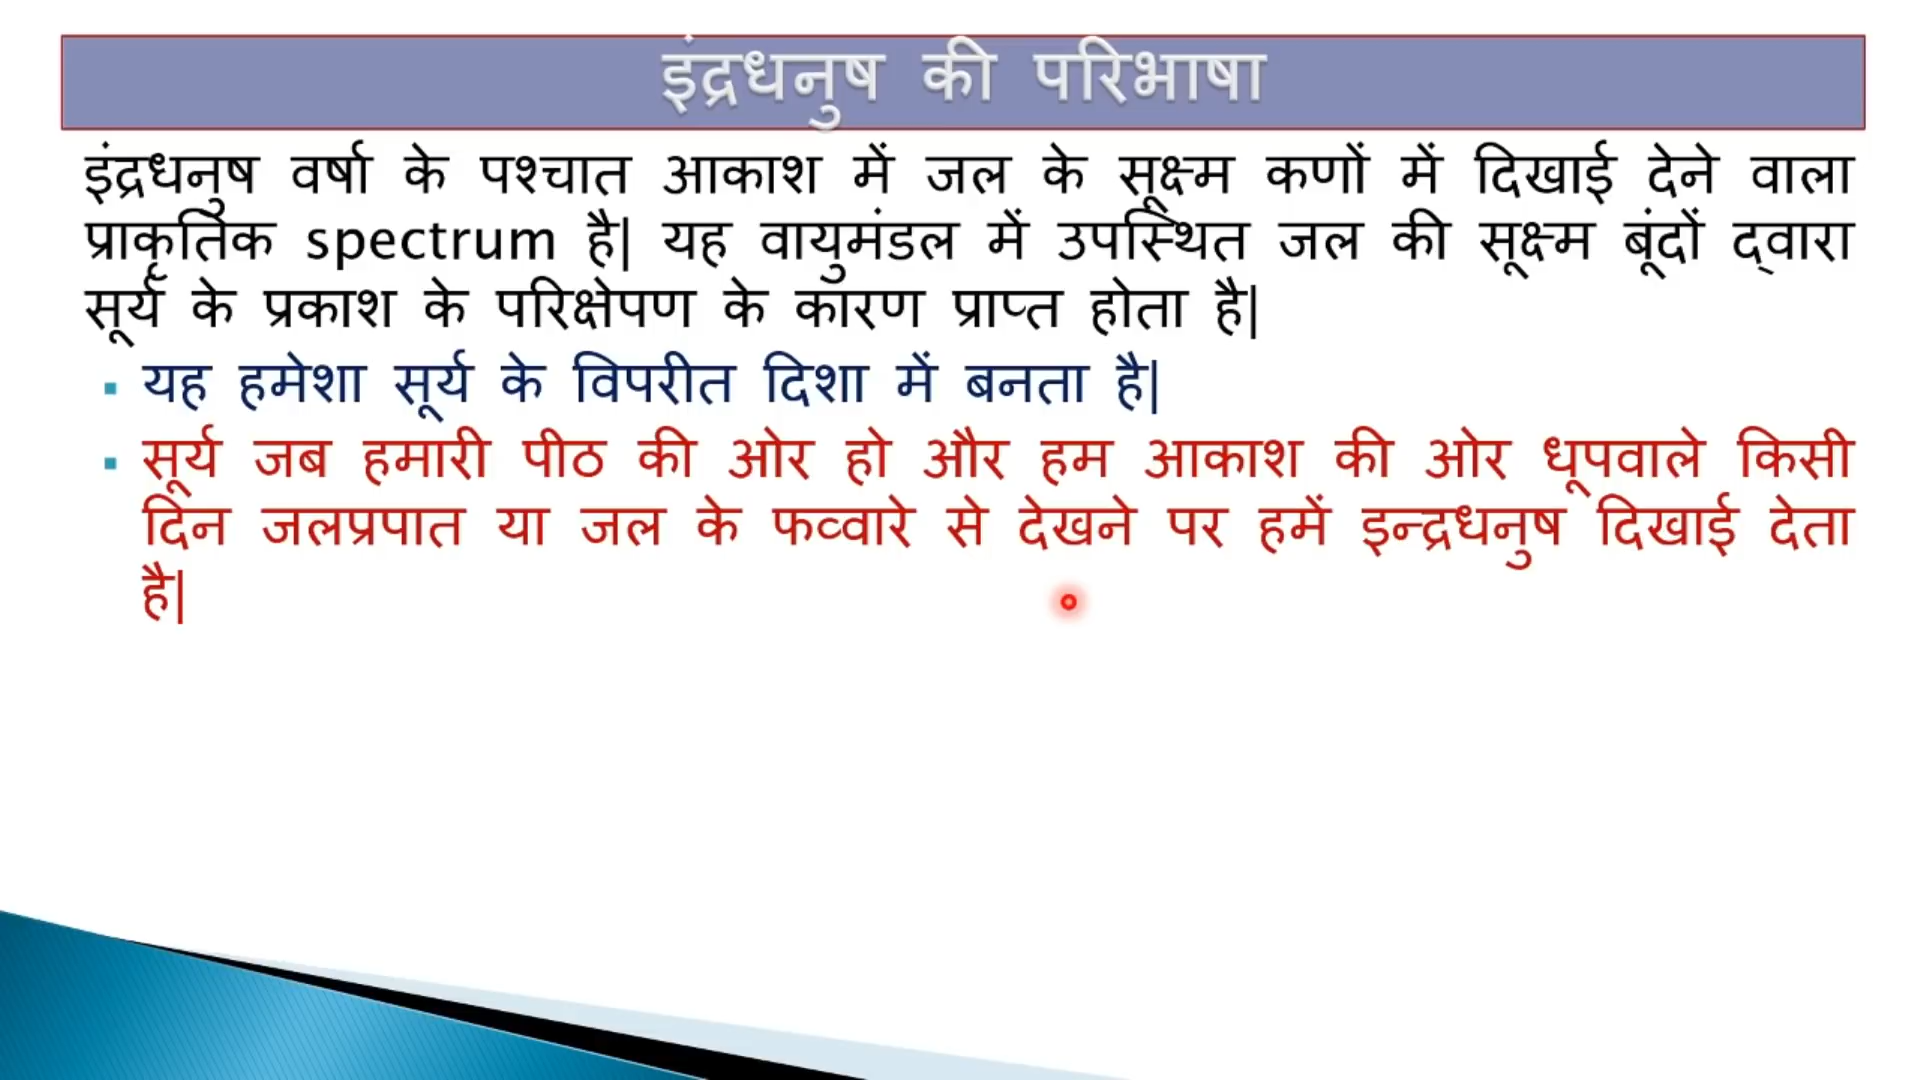 इंद्रधनुष की परिभाषा
इंद्रधनुष वर्षा के पश्चात आकाश में जल के सूक्ष्म कणों में दिखाई देने वाला
प्राकृतिक spectrum है| यह वायुमंडल में उपस्थित जल की सूक्ष्म बूंदों द्वारा
सूर्य के प्रकाश के परिक्षेपण के कारण प्राप्त होता है|
▪ यह हमेशा सूर्य के विपरीत दिशा में बनता है|
▪ सूर्य जब हमारी पीठ की ओर हो और हम आकाश की ओर धूपवाले किसी
दिन जलप्रपात या जल के फव्वारे से देखने पर हमें इन्द्रधनुष दिखाई देता
है|